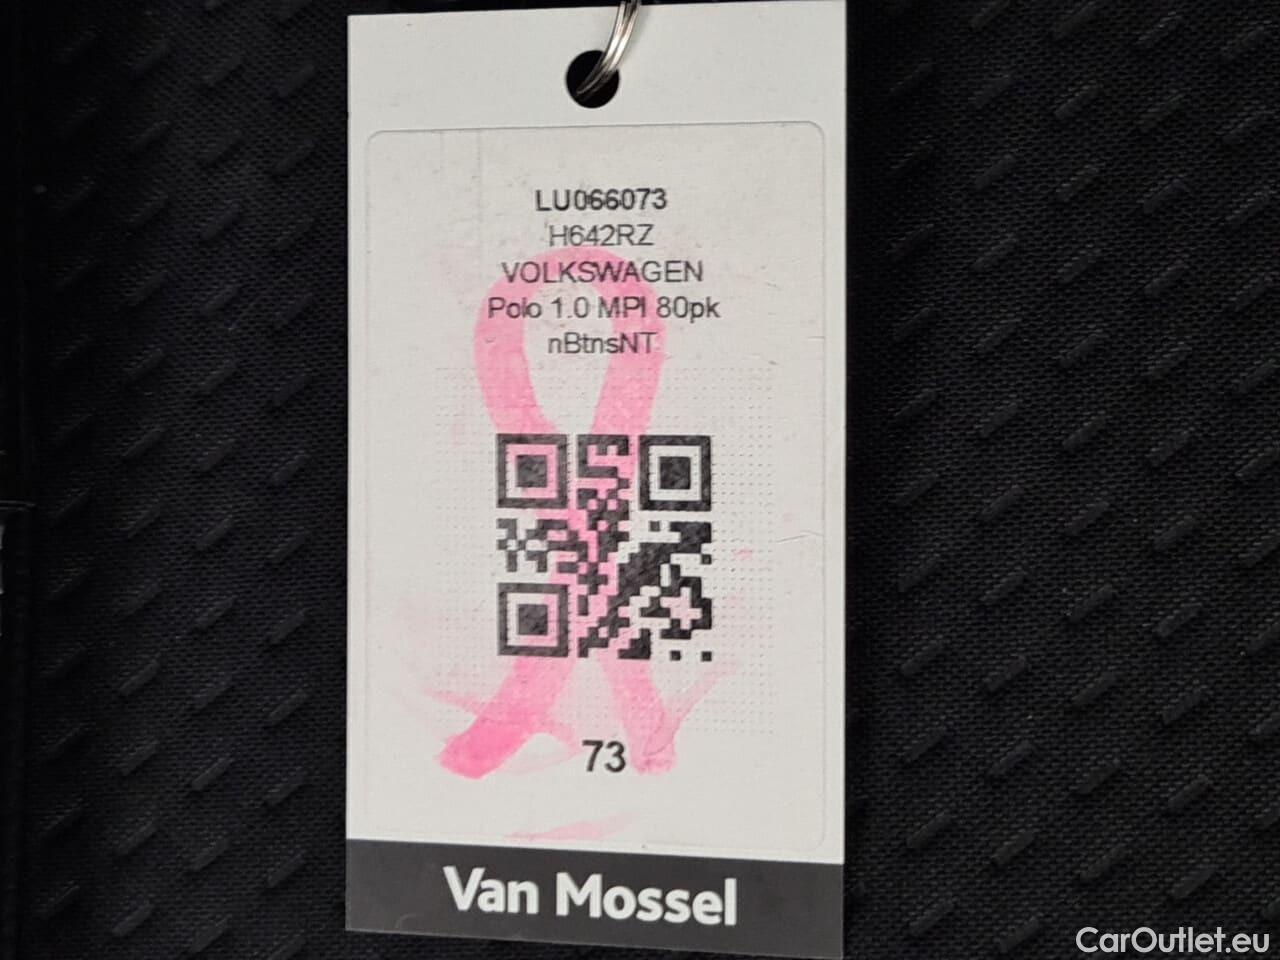 LU066073
H642RZ
VOLKSWAGEN
Polo 1.0 MPI 80pk
nBtnsNT
73
Van Mossel
CarOutlet.eu